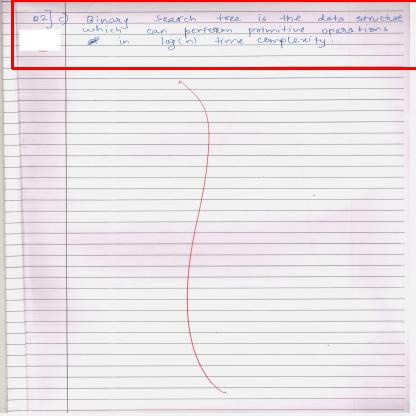 02] c) Binary Search tree is the data structure
which can perform primitive operations
in log(n) time complexity.